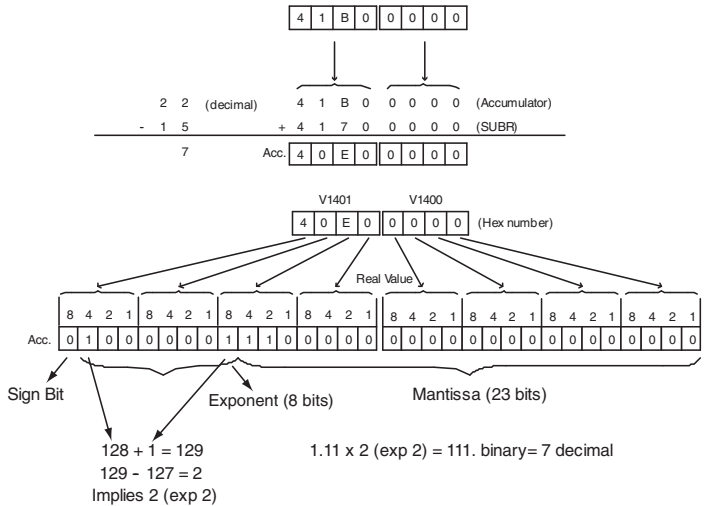 4 1 B 0 0 0 0 0
2 2 (decimal) 4 1 B 0 0 0 0 0 (Accumulator)
- 1 5 + 4 1 7 0 0 0 0 0 (SUBR)
7 Acc. 4 0 E 0 0 0 0 0
V1401 V1400
4 0 E 0 0 0 0 0 (Hex number)
Real Value
8 4 2 1 8 4 2 1 8 4 2 1 8 4 2 1 8 4 2 1 8 4 2 1 8 4 2 1 8 4 2 1
Acc. 0 1 0 0 0 0 0 0 1 1 1 0 0 0 0 0 0 0 0 0 0 0 0 0 0 0 0 0 0 0 0 0
Sign Bit Exponent (8 bits) Mantissa (23 bits)
128 + 1 = 129 1.11 x 2 (exp 2) = 111. binary= 7 decimal
129 - 127 = 2
Implies 2 (exp 2)